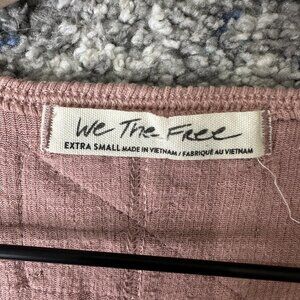 We The Free
EXTRA SMALL MADE IN VIETNAM / FABRIQUÉ AU VIETNAM